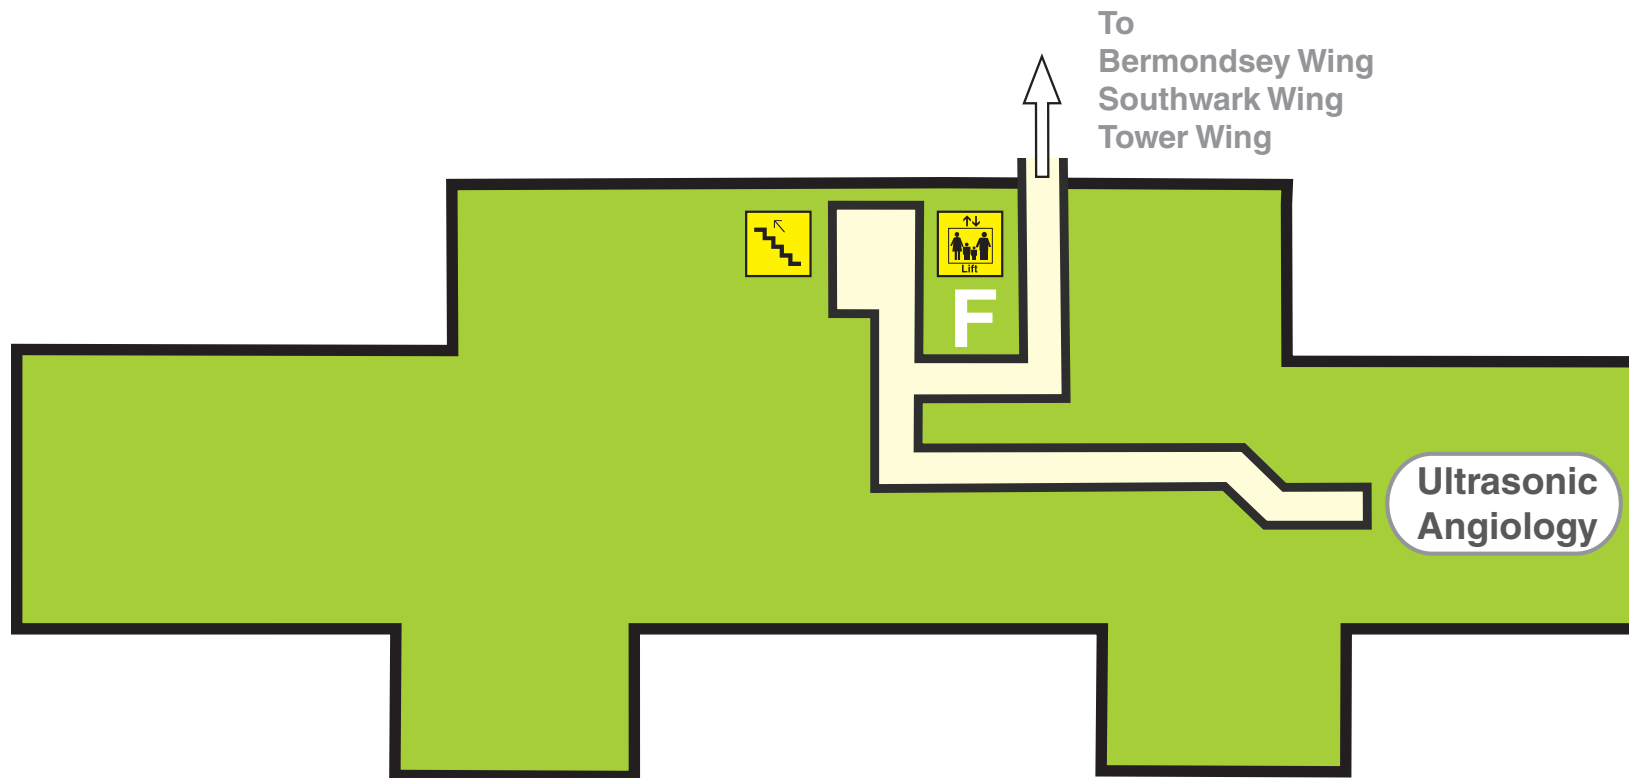 To
Bermondsey Wing
Southwark Wing
Tower Wing
Lift
F
Ultrasonic
Angiology